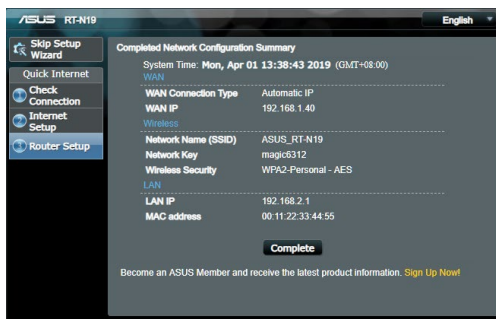 ASUS RT-N19
English
Skip Setup
Wizard
Quick Internet
1 Check
Connection
2 Internet
Setup
3 Router Setup
Completed Network Configuration Summary
System Time: Mon, Apr 01 13:38:43 2019 (GMT+08:00)
WAN
WAN Connection Type Automatic IP
WAN IP 192.168.1.40
Wireless
Network Name (SSID) ASUS_RT-N19
Network Key magic6312
Wireless Security WPA2-Personal - AES
LAN
LAN IP 192.168.2.1
MAC address 00:11:22:33:44:55
Complete
Become an ASUS Member and receive the latest product information. Sign Up Now!